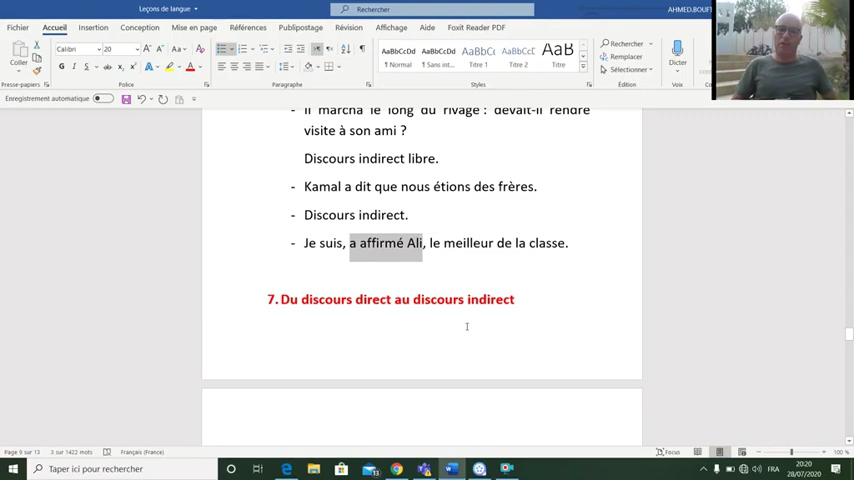 Leçons de langue
Rechercher
AHMED.BOUFT
Fichier Accueil Insertion Conception Mise en page Références Publipostage Révision Affichage Aide Foxit Reader PDF
Coller
Calibri 20
AaBbCcDd AaBbCcDd AaBbCc AaBbCcD AaB
Normal Sans int... Titre 1 Titre 2 Titre
Rechercher
Remplacer
Sélectionner
Dicter
Presse-papiers Police Paragraphe Styles Édition Voix
Enregistrement automatique
- Il marcha le long du rivage : devait-il rendre
visite à son ami ?
Discours indirect libre.
- Kamal a dit que nous étions des frères.
- Discours indirect.
- Je suis, a affirmé Ali, le meilleur de la classe.
7. Du discours direct au discours indirect
Page 9 sur 13 3 sur 1422 mots Français (France) Focus 100 %
Taper ici pour rechercher
FRA
20:20
28/07/2020